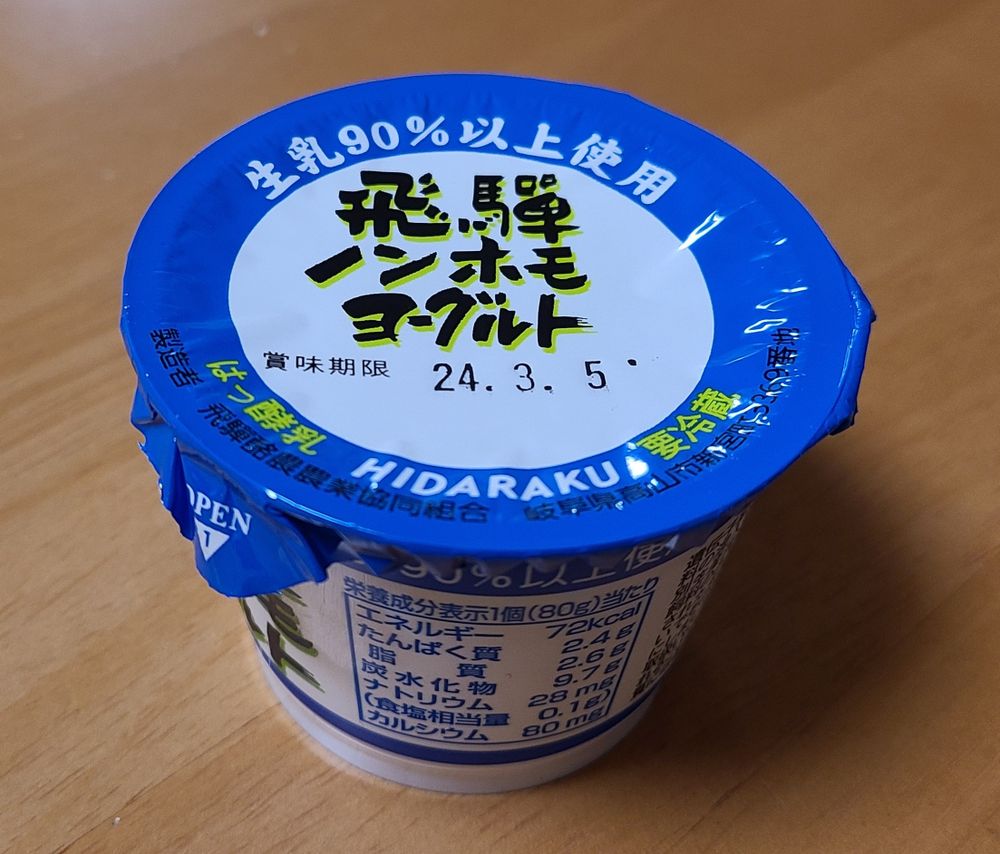 生乳90%以上使用
飛驒
ノンホモ
ヨーグルト
賞味期限 24.3.5
はっ酵乳
HIDARAKU
要冷蔵
製造者 飛驒酪農農業協同組合 岐阜県高山市新宮町
OPEN
90%以上使
栄養成分表示1個(80g)当たり
エネルギー 72kcal
たんぱく質 2.4g
脂質 2.6g
炭水化物 9.7g
ナトリウム 28mg
(食塩相当量 0.1g)
カルシウム 80mg